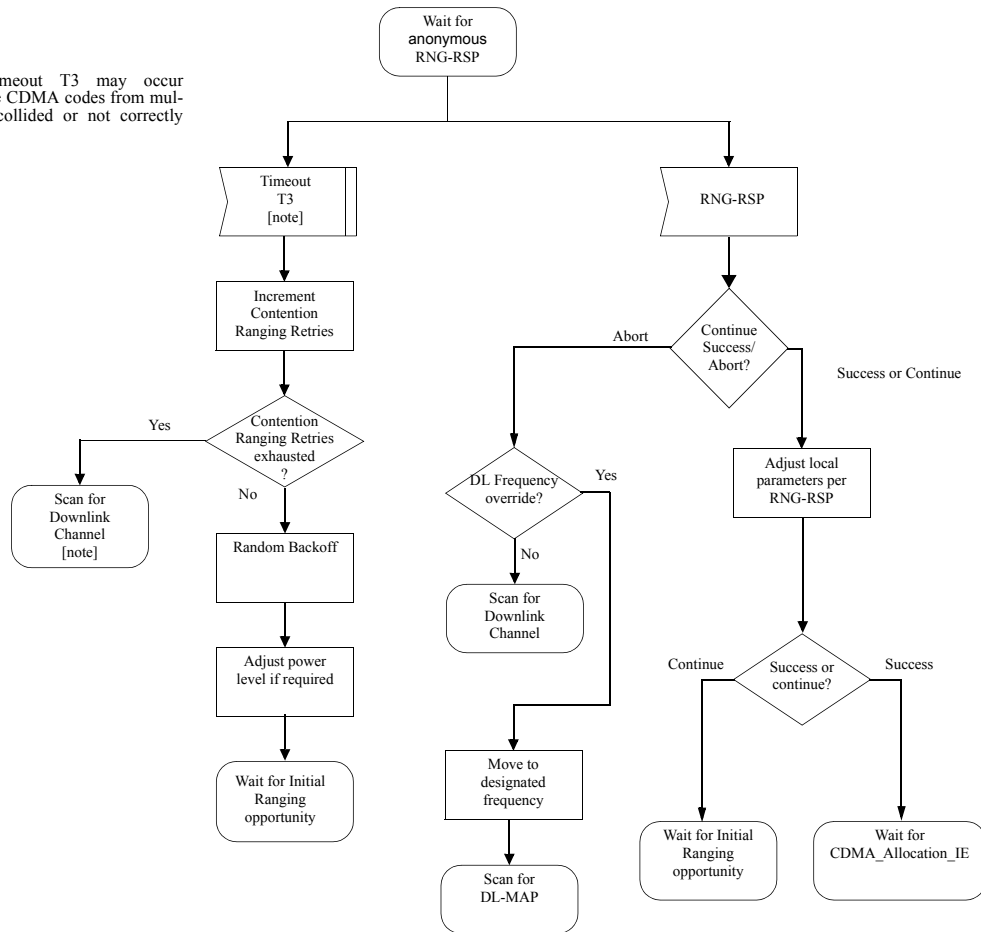 Wait for
anonymous
RNG-RSP
meout T3 may occur
CDMA codes from mul-
collided or not correctly
Timeout
T3
[note]
RNG-RSP
Increment
Contention
Ranging Retries
Continue
Success/
Abort?
Abort
Success or Continue
Contention
Ranging Retries
exhausted
?
Yes
No
Scan for
Downlink
Channel
[note]
DL Frequency
override?
Yes
No
Adjust local
parameters per
RNG-RSP
Random Backoff
Scan for
Downlink
Channel
Adjust power
level if required
Continue
Success or
continue?
Success
Wait for Initial
Ranging
opportunity
Move to
designated
frequency
Wait for Initial
Ranging
opportunity
Wait for
CDMA_Allocation_IE
Scan for
DL-MAP